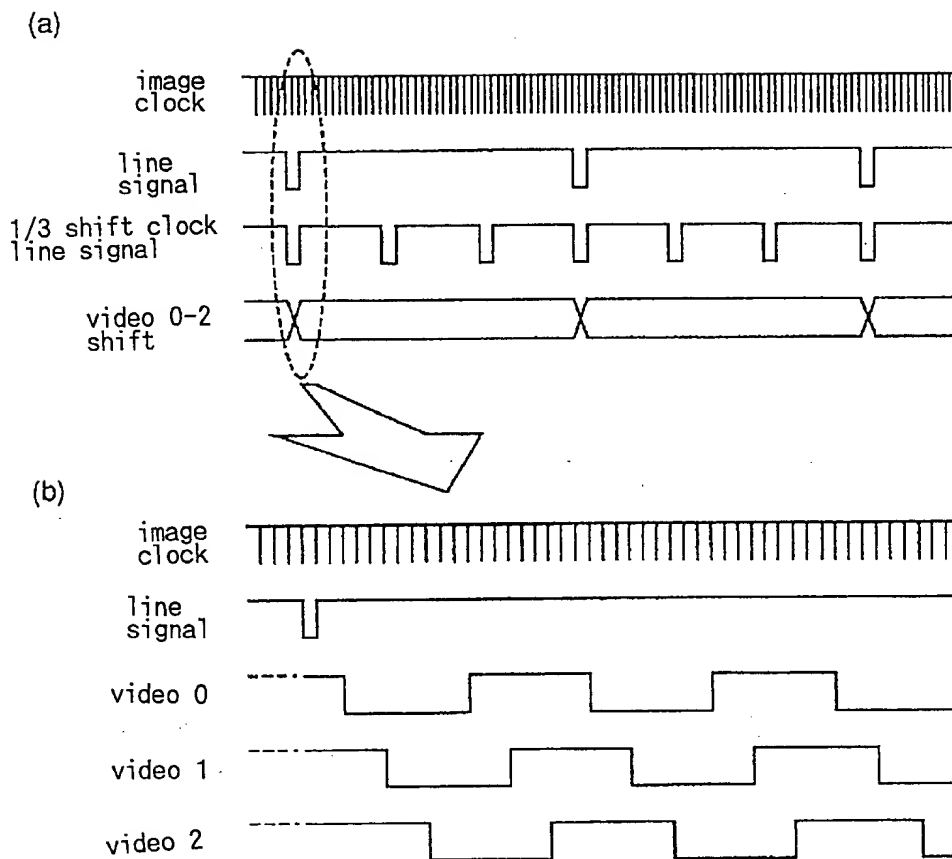 (a)
image
clock
line
signal
1/3 shift clock
line signal
video 0-2
shift
(b)
image
clock
line
signal
video 0
video 1
video 2